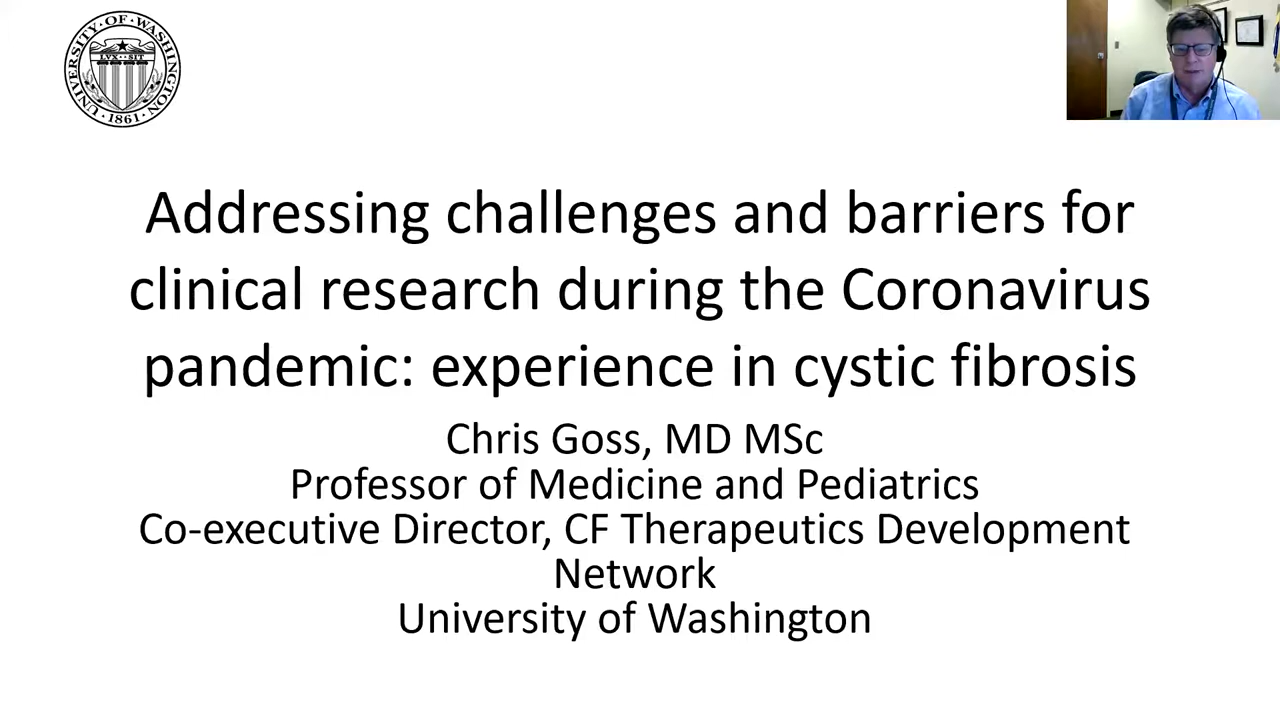 UNIVERSITY OF WASHINGTON
LVX SIT
1861
Addressing challenges and barriers for
clinical research during the Coronavirus
pandemic: experience in cystic fibrosis
Chris Goss, MD MSc
Professor of Medicine and Pediatrics
Co-executive Director, CF Therapeutics Development
Network
University of Washington